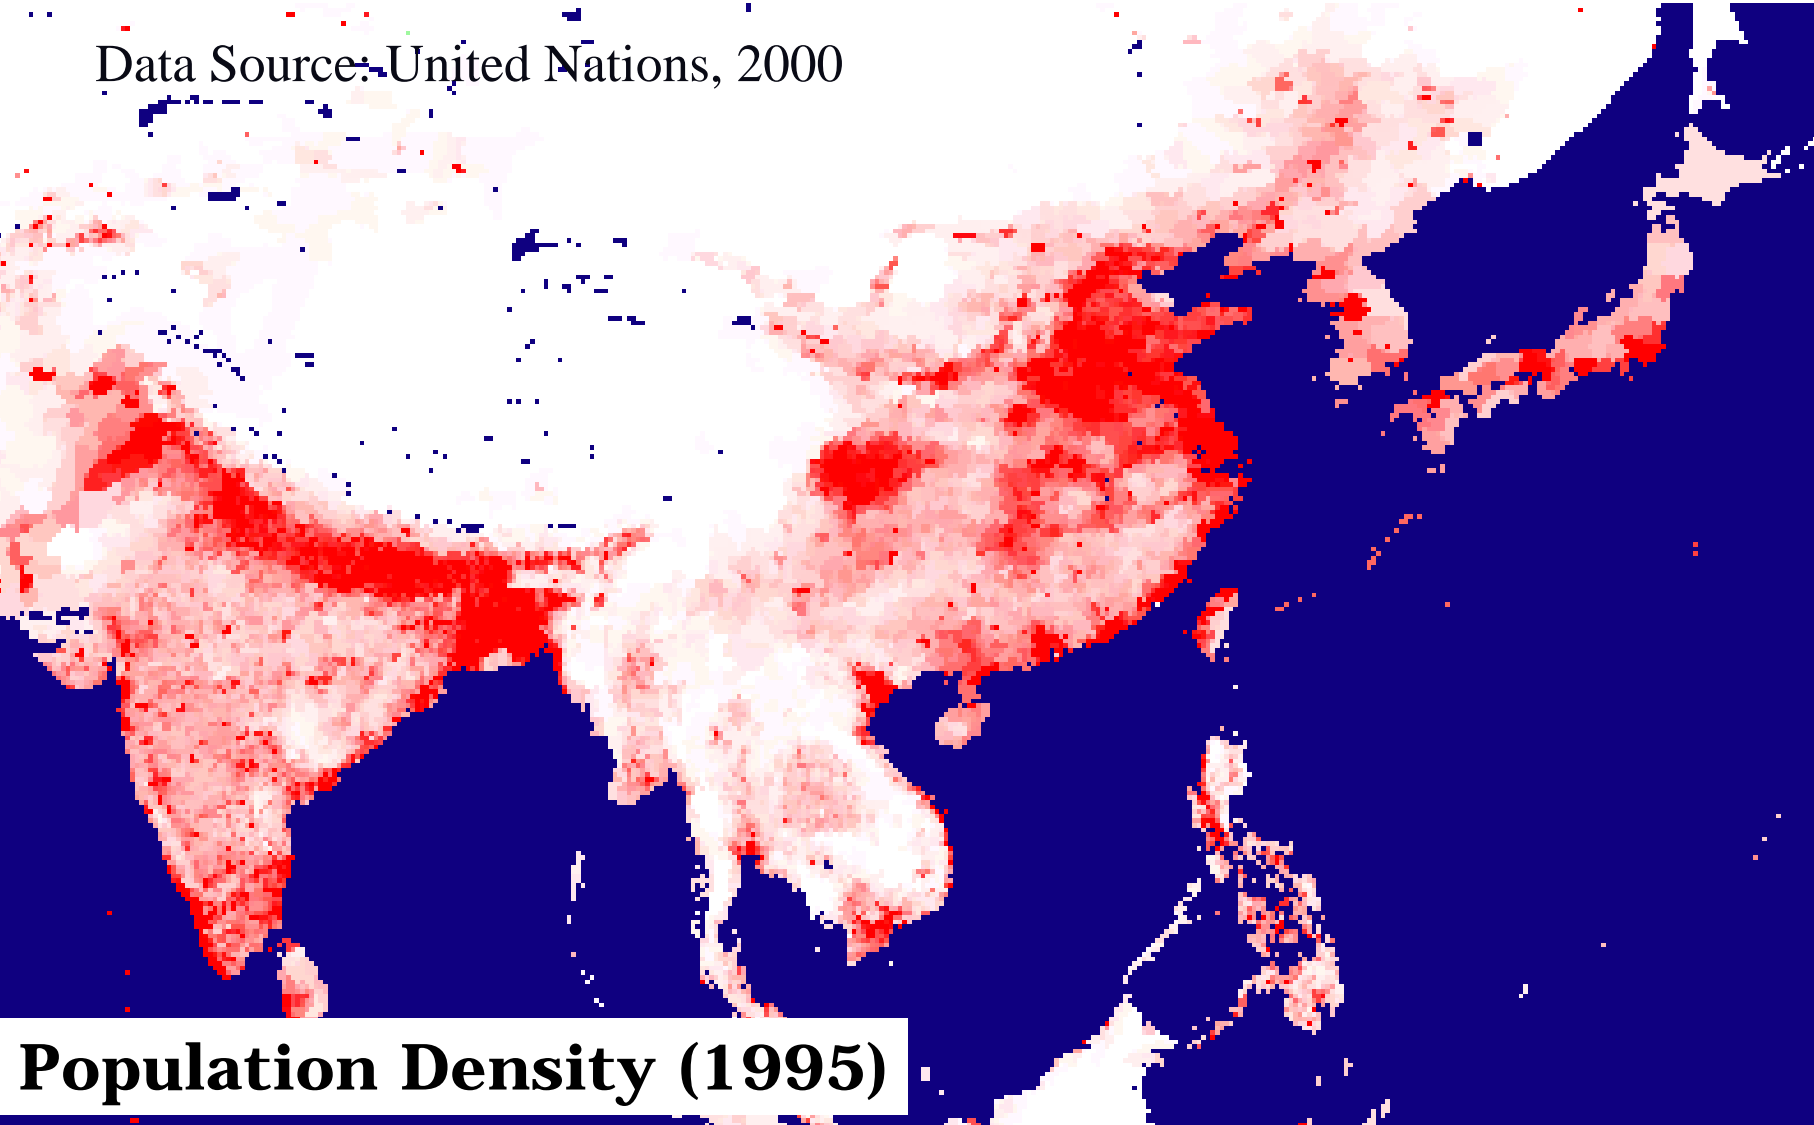 Data Source: United Nations, 2000
Population Density (1995)